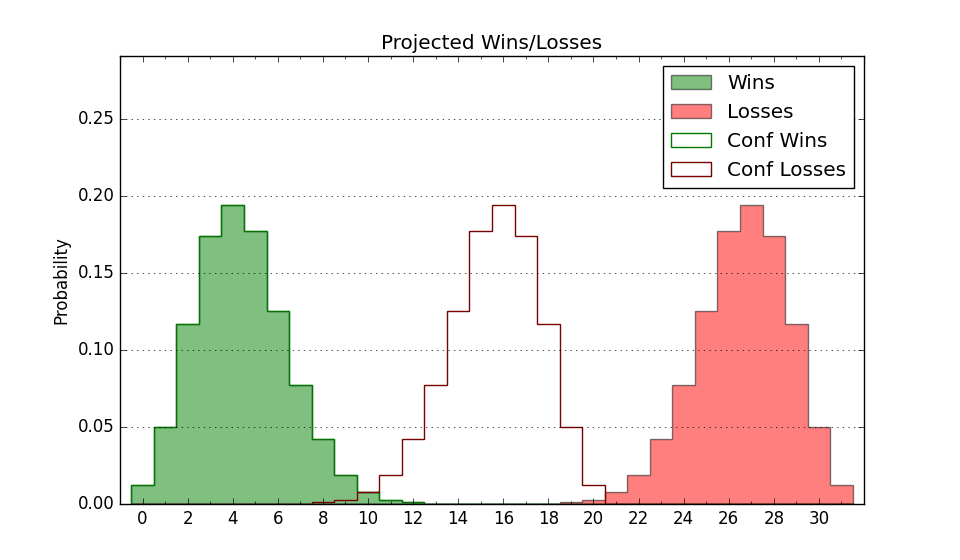 Projected Wins/Losses
Wins
Losses
Conf Wins
Conf Losses
Probability
0.25
0.20
0.15
0.10
0.05
0.00
0 2 4 6 8 10 12 14 16 18 20 22 24 26 28 30